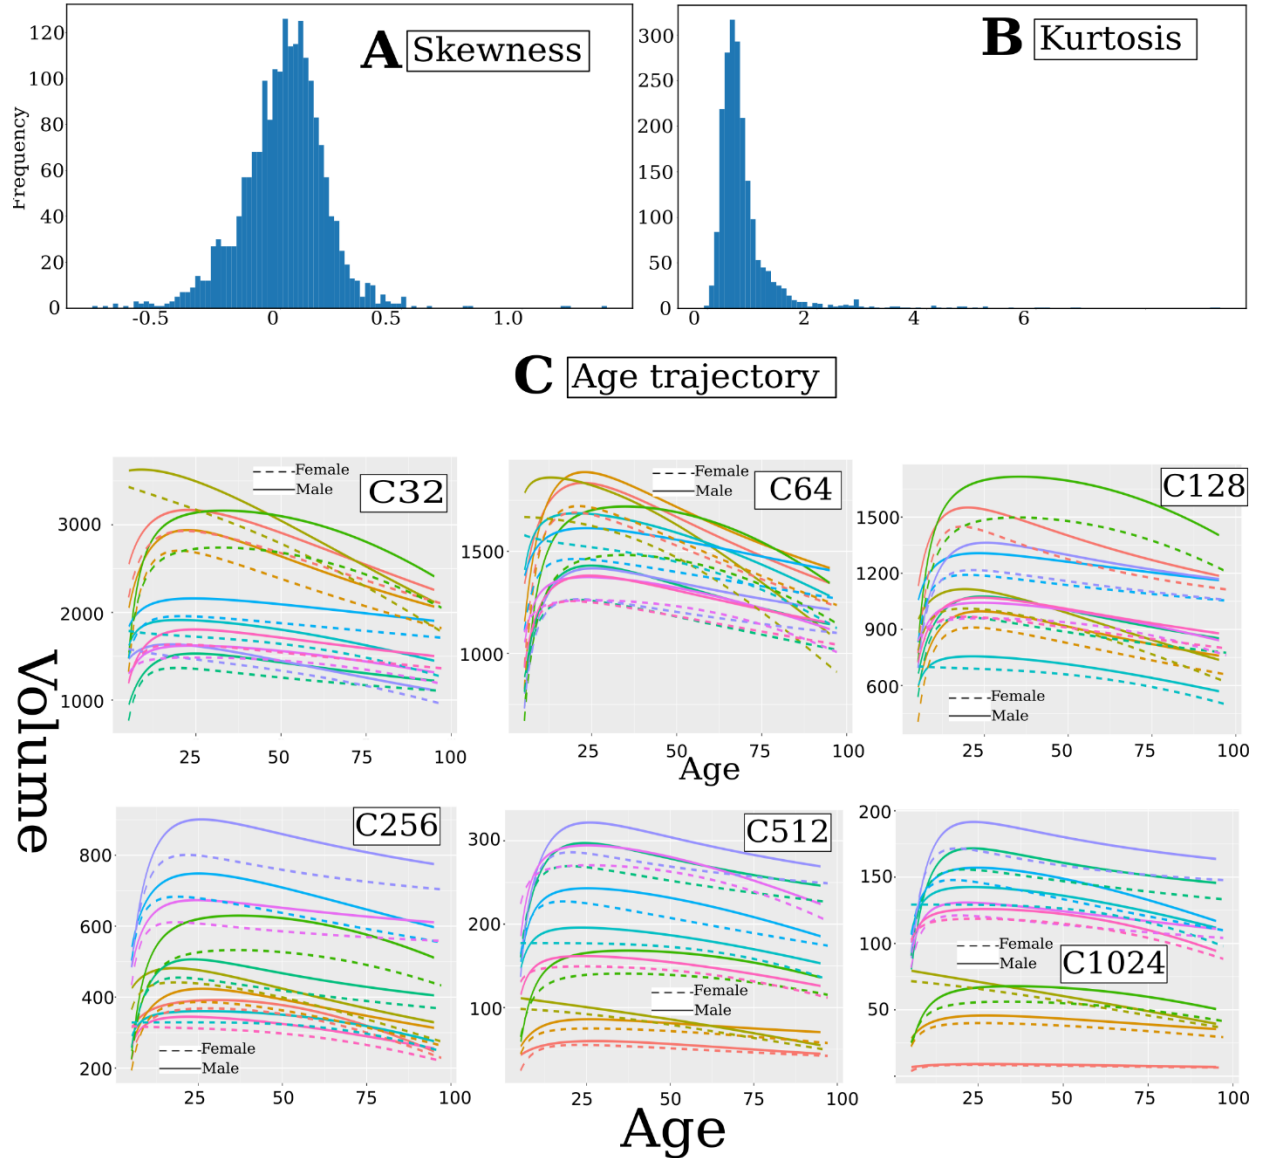 A Skewness
120
100
80
60
40
20
0
Frequency
-0.5 0 0.5 1.0
B Kurtosis
300
250
200
150
100
50
0
0 2 4 6
C Age trajectory
Volume
C32
Female
Male
3000
2000
1000
25 50 75 100
C64
Female
Male
1500
1000
25 50 75 100
Age
C128
1500
1200
900
600
Female
Male
25 50 75 100
C256
800
600
400
200
Female
Male
25 50 75 100
C512
300
200
100
Female
Male
25 50 75 100
200
150
100
50
Female
Male
C1024
25 50 75 100
Age